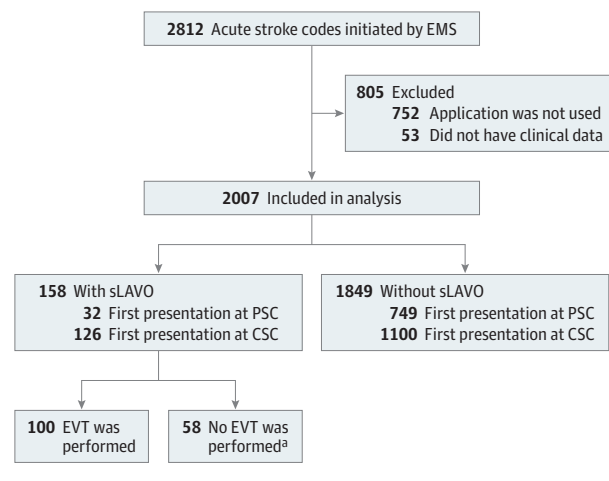 2812 Acute stroke codes initiated by EMS
805 Excluded
752 Application was not used
53 Did not have clinical data
2007 Included in analysis
158 With sLAVO
32 First presentation at PSC
126 First presentation at CSC
1849 Without sLAVO
749 First presentation at PSC
1100 First presentation at CSC
100 EVT was
performed
58 No EVT was
performedᵃ